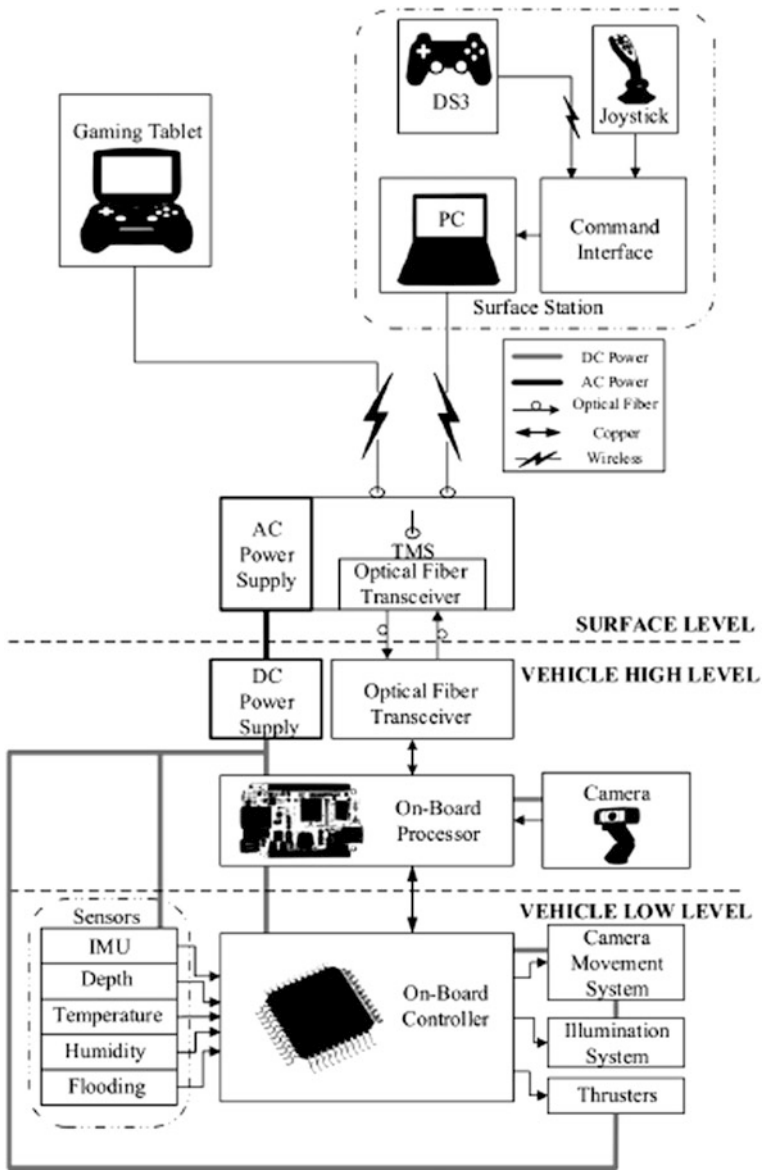 DS3
Joystick
Gaming Tablet
PC
Command
Interface
Surface Station
DC Power
AC Power
Optical Fiber
Copper
Wireless
AC
Power
Supply
TMS
Optical Fiber
Transceiver
SURFACE LEVEL
VEHICLE HIGH LEVEL
DC
Power
Supply
Optical Fiber
Transceiver
On-Board
Processor
Camera
VEHICLE LOW LEVEL
Sensors
IMU
Depth
Temperature
Humidity
Flooding
On-Board
Controller
Camera
Movement
System
Illumination
System
Thrusters